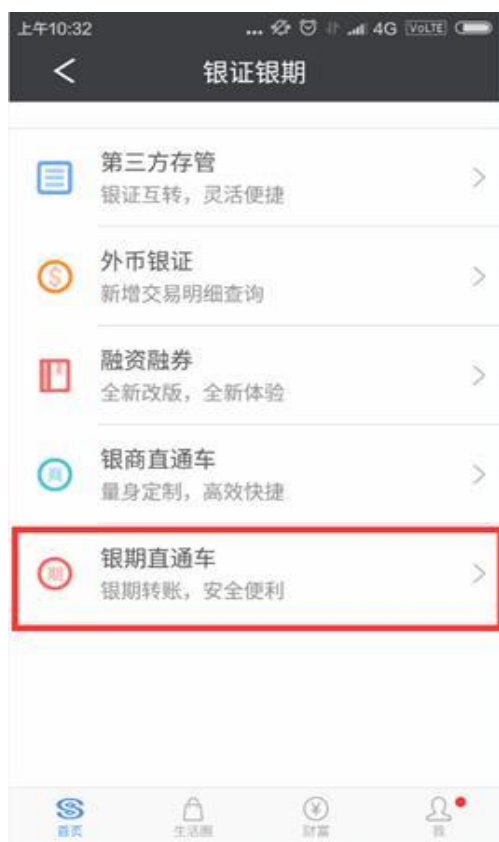 上午10:32
... 4G VoLTE
银证银期
第三方存管
银证互转，灵活便捷
外币银证
新增交易明细查询
融资融券
全新改版，全新体验
银商直通车
量身定制，高效快捷
期
银期直通车
银期转账，安全便利
首页
生活圈
财富
我